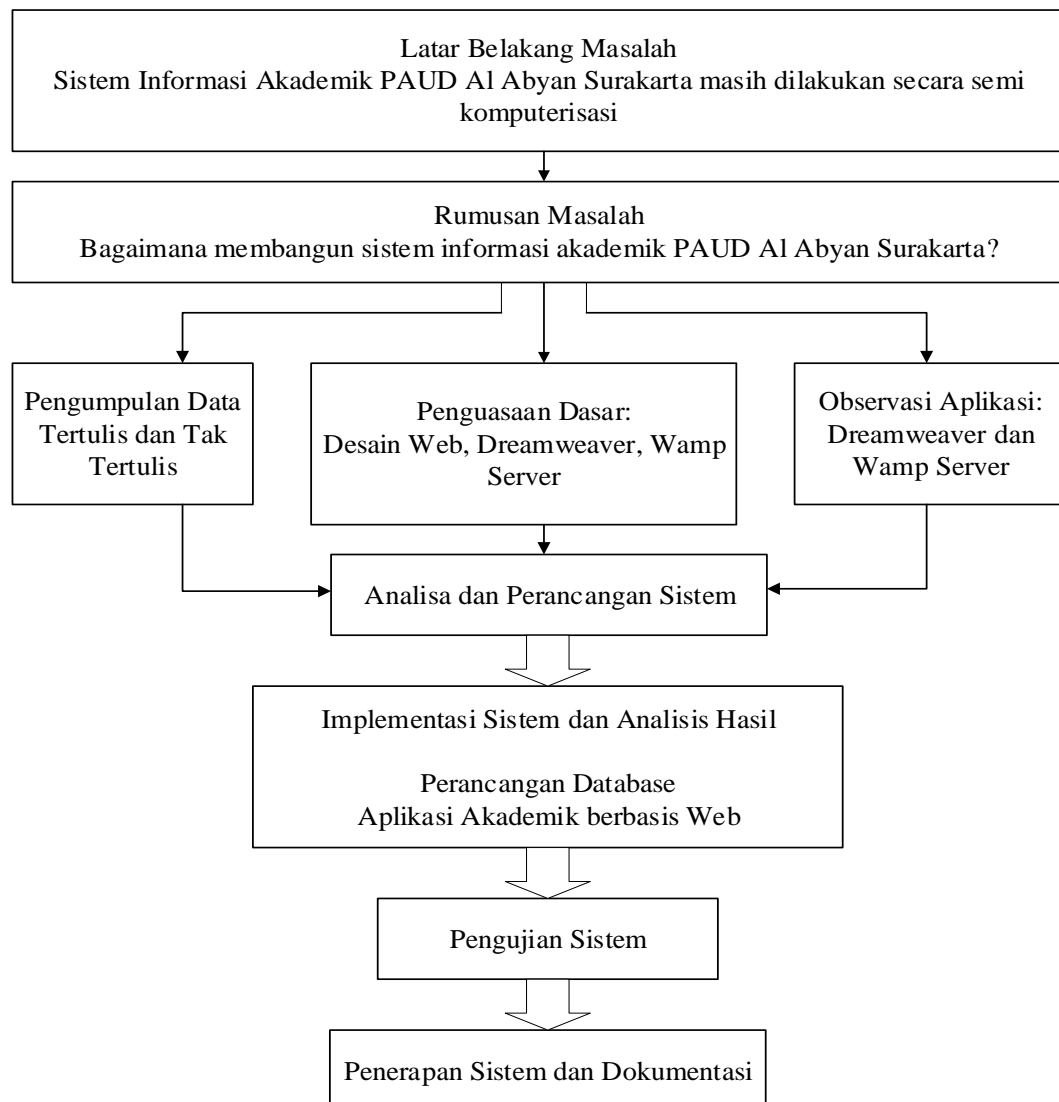 Latar Belakang Masalah
Sistem Informasi Akademik PAUD Al Abyan Surakarta masih dilakukan secara semi
komputerisasi
Rumusan Masalah
Bagaimana membangun sistem informasi akademik PAUD Al Abyan Surakarta?
Pengumpulan Data
Tertulis dan Tak
Tertulis
Penguasaan Dasar:
Desain Web, Dreamweaver, Wamp
Server
Observasi Aplikasi:
Dreamweaver dan
Wamp Server
Analisa dan Perancangan Sistem
Implementasi Sistem dan Analisis Hasil
Perancangan Database
Aplikasi Akademik berbasis Web
Pengujian Sistem
Penerapan Sistem dan Dokumentasi